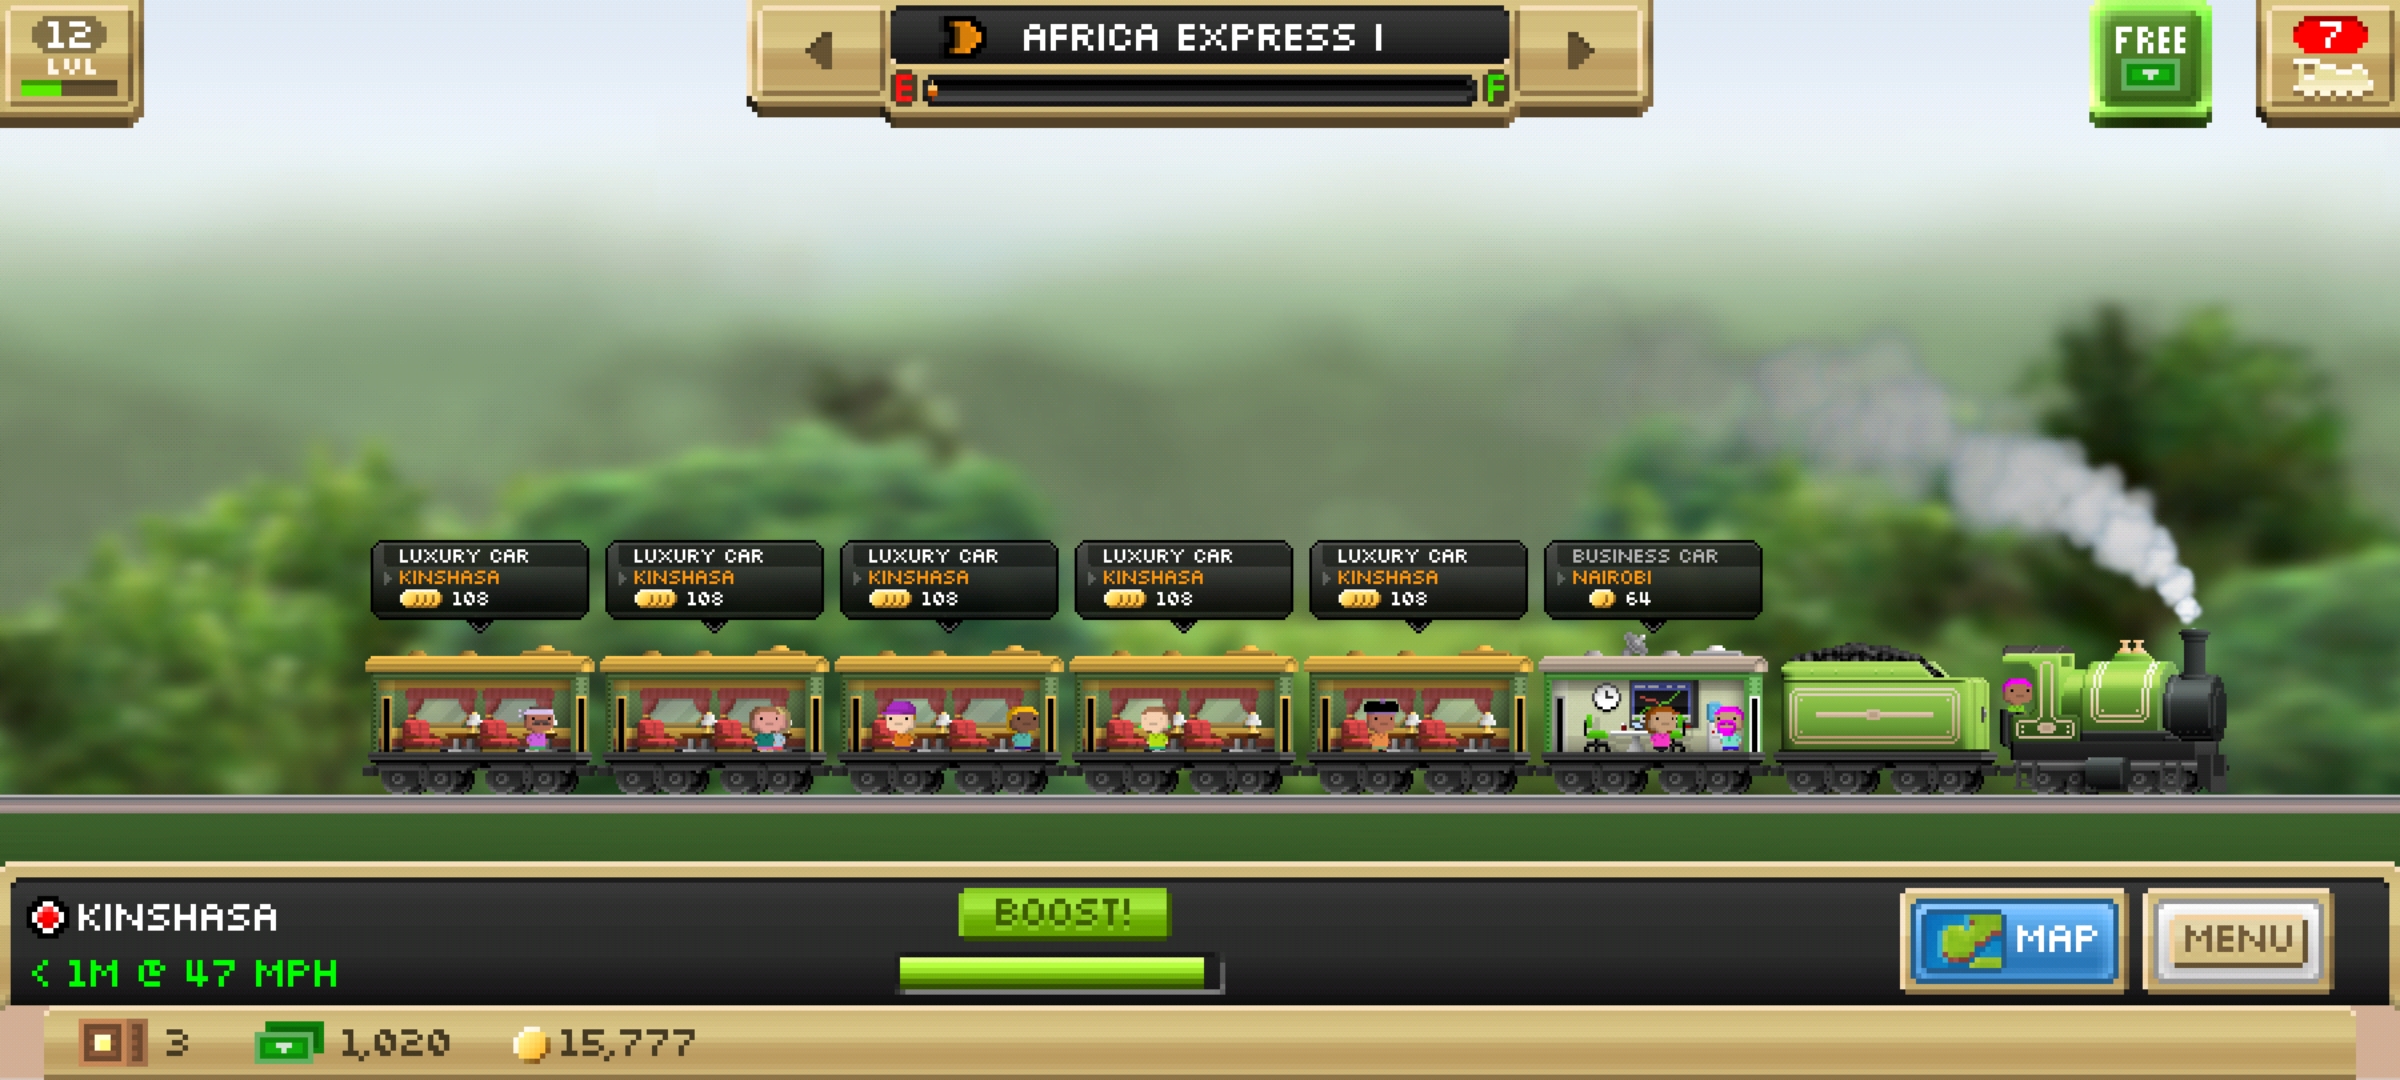 12
LVL
AFRICA EXPRESS I
E F
FREE
7
LUXURY CAR
KINSHASA
108
LUXURY CAR
KINSHASA
108
LUXURY CAR
KINSHASA
108
LUXURY CAR
KINSHASA
108
LUXURY CAR
KINSHASA
108
BUSINESS CAR
NAIROBI
64
KINSHASA
< 1M @ 47 MPH
BOOST!
MAP
MENU
3 1,020 15,777